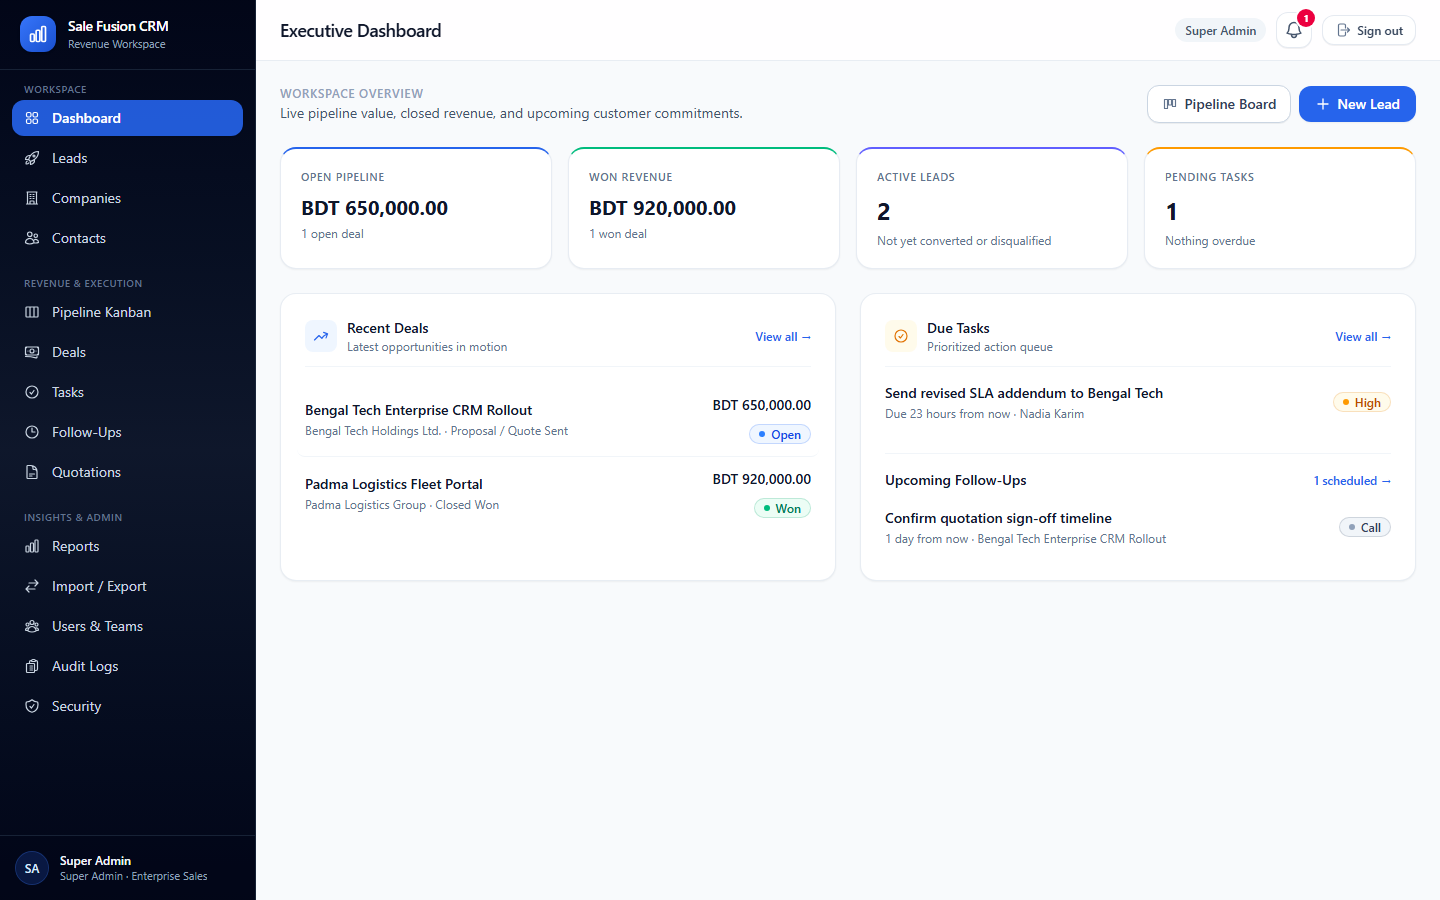 Sale Fusion CRM
Revenue Workspace
WORKSPACE
Dashboard
Leads
Companies
Contacts
REVENUE & EXECUTION
Pipeline Kanban
Deals
Tasks
Follow-Ups
Quotations
INSIGHTS & ADMIN
Reports
Import / Export
Users & Teams
Audit Logs
Security
SA
Super Admin
Super Admin · Enterprise Sales
Executive Dashboard
Super Admin
1
Sign out
WORKSPACE OVERVIEW
Live pipeline value, closed revenue, and upcoming customer commitments.
Pipeline Board
New Lead
OPEN PIPELINE
BDT 650,000.00
1 open deal
WON REVENUE
BDT 920,000.00
1 won deal
ACTIVE LEADS
2
Not yet converted or disqualified
PENDING TASKS
1
Nothing overdue
Recent Deals
Latest opportunities in motion
View all →
Bengal Tech Enterprise CRM Rollout
Bengal Tech Holdings Ltd. · Proposal / Quote Sent
BDT 650,000.00
Open
Padma Logistics Fleet Portal
Padma Logistics Group · Closed Won
BDT 920,000.00
Won
Due Tasks
Prioritized action queue
View all →
Send revised SLA addendum to Bengal Tech
Due 23 hours from now · Nadia Karim
High
Upcoming Follow-Ups
1 scheduled →
Confirm quotation sign-off timeline
1 day from now · Bengal Tech Enterprise CRM Rollout
Call